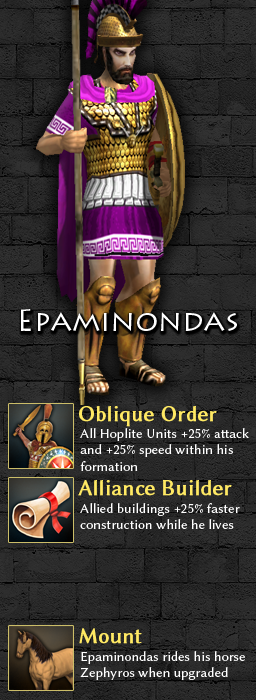 Epaminondas
Oblique Order
All Hoplite Units +25% attack
and +25% speed within his
formation
Alliance Builder
Allied buildings +25% faster
construction while he lives
Mount
Epaminondas rides his horse
Zephyros when upgraded